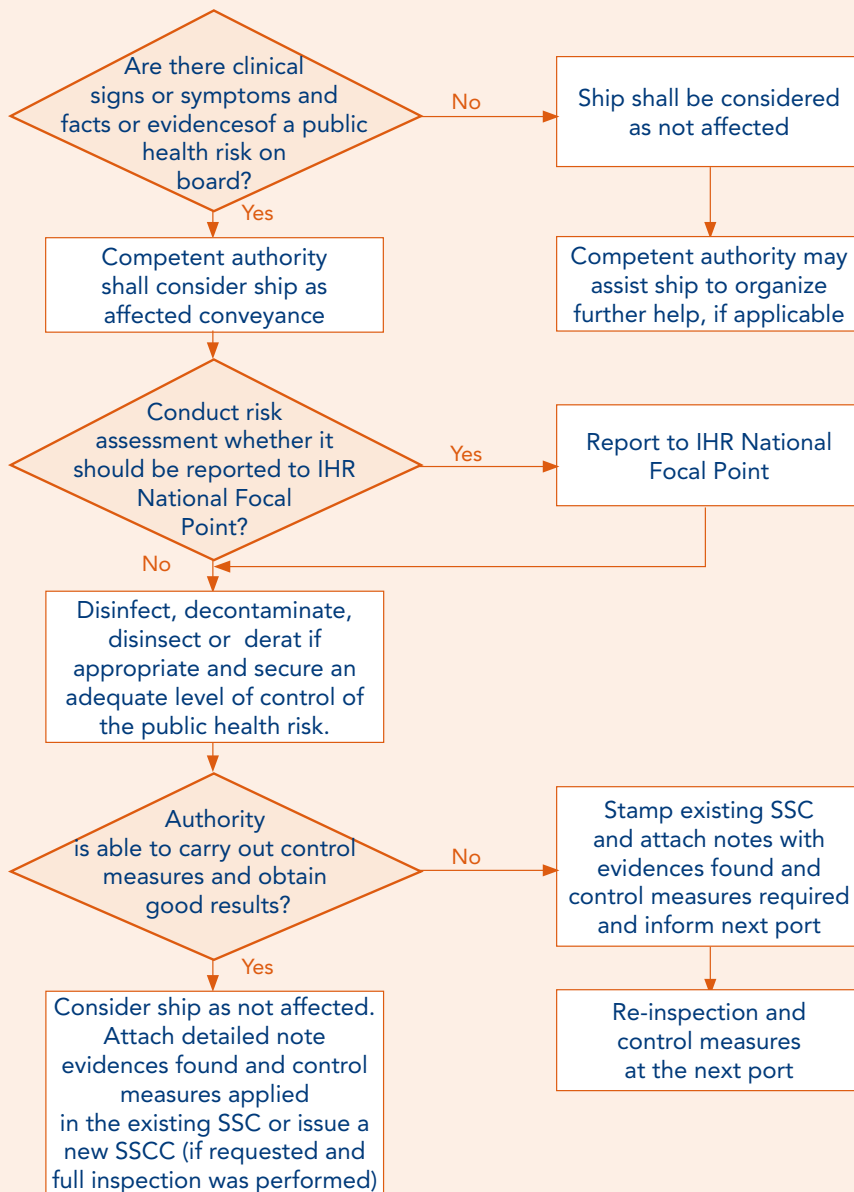 Are there clinical
signs or symptoms and
facts or evidencesof a public
health risk on
board?
No
Ship shall be considered
as not affected
Yes
Competent authority
shall consider ship as
affected conveyance
Competent authority may
assist ship to organize
further help, if applicable
Conduct risk
assessment whether it
should be reported to IHR
National Focal
Point?
Yes
Report to IHR National
Focal Point
No
Disinfect, decontaminate,
disinsect or derat if
appropriate and secure an
adequate level of control of
the public health risk.
Authority
is able to carry out control
measures and obtain
good results?
No
Stamp existing SSC
and attach notes with
evidences found and
control measures required
and inform next port
Yes
Consider ship as not affected.
Attach detailed note
evidences found and control
measures applied
in the existing SSC or issue a
new SSCC (if requested and
full inspection was performed)
Re-inspection and
control measures
at the next port